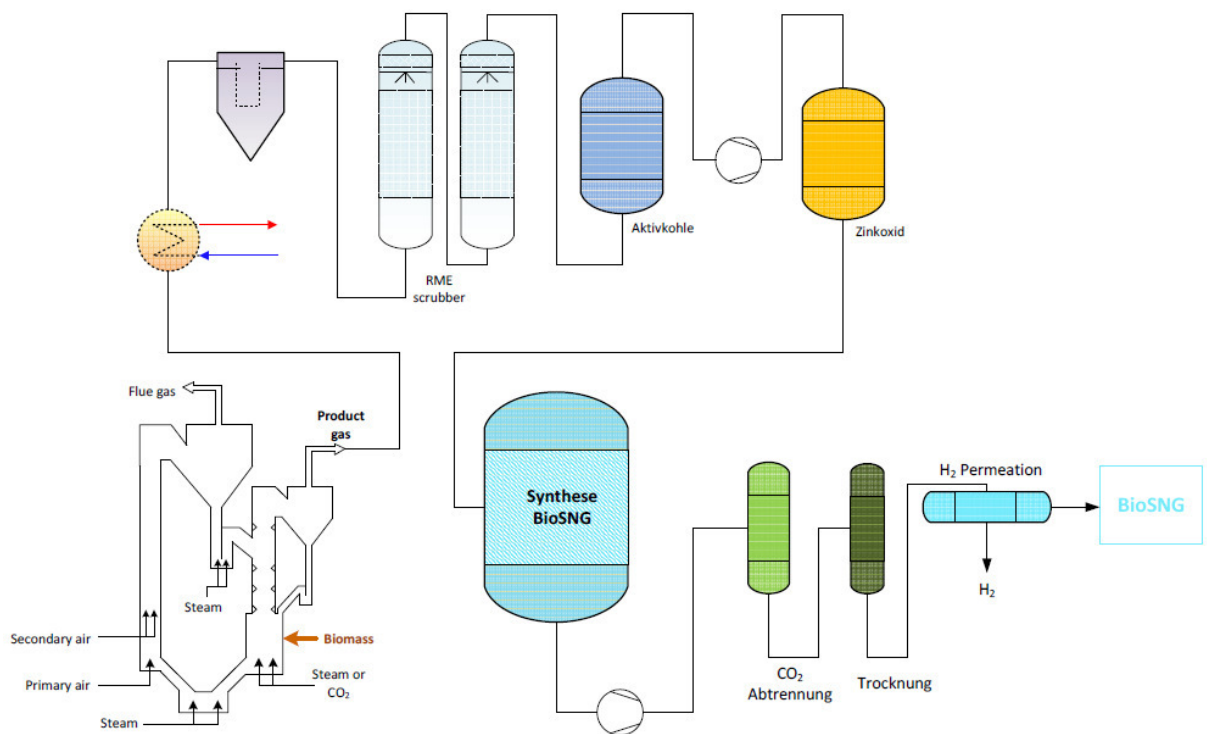 RME
scrubber
Aktivkohle
Zinkoxid
Flue gas
Product
gas
Steam
Secondary air
Biomass
Primary air
Steam or
CO₂
Steam
Synthese
BioSNG
CO₂
Abtrennung
Trocknung
H₂ Permeation
H₂
BioSNG